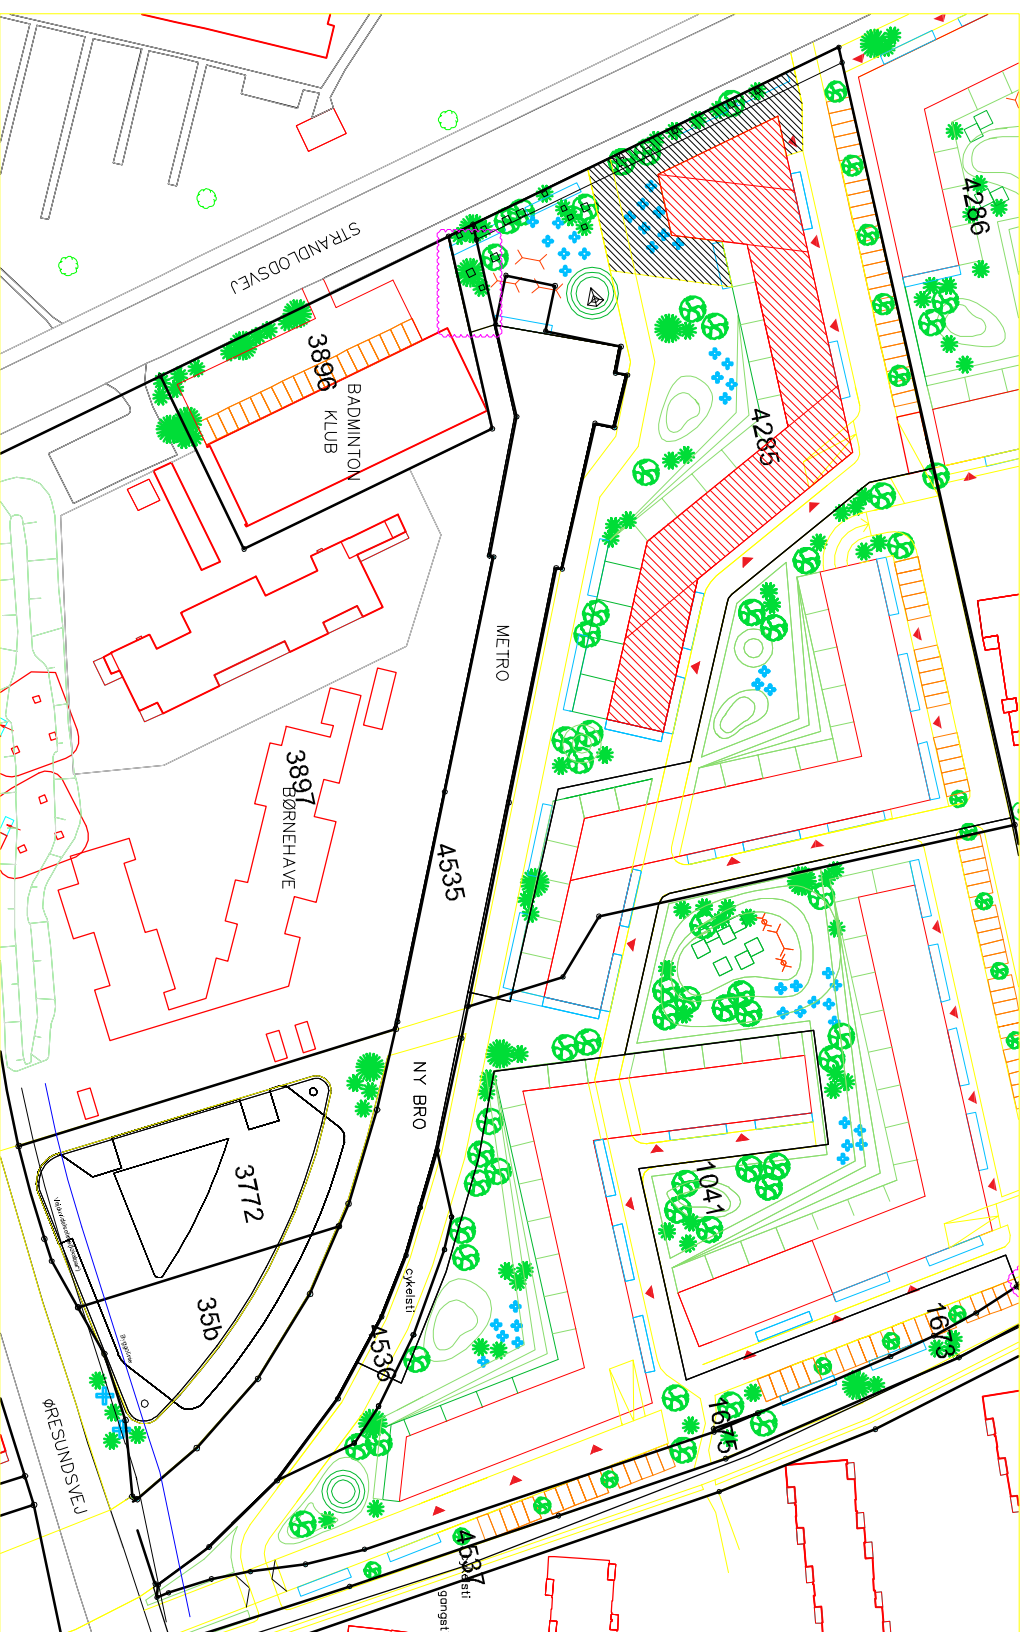 4286
STRANDLODSVEJ
3896
BADMINTON
KLUB
4285
METRO
3897
BØRNEHAVE
4535
NY BRO
3772
1041
cykelsti
35b
4536
1673
1675
ØRESUNDSVEJ
4537
cykelsti
gangst